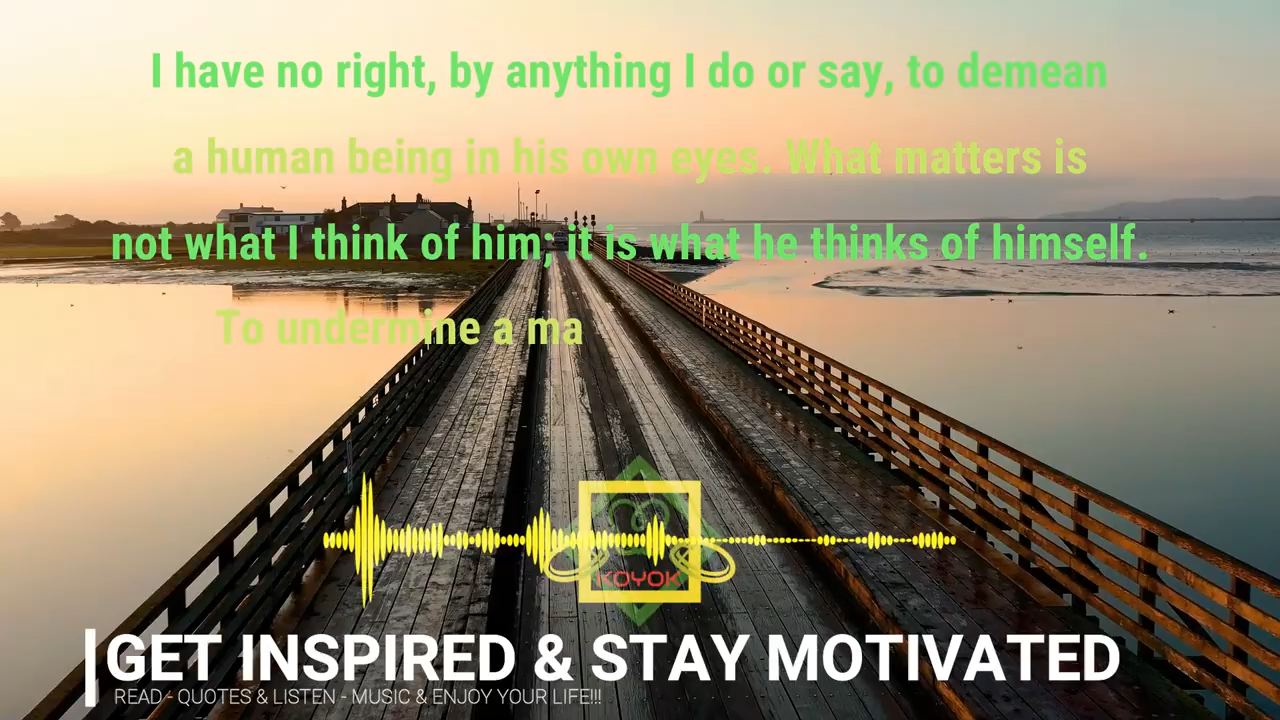 I have no right, by anything I do or say, to demean
a human being in his own eyes. What matters is
not what I think of him; it is what he thinks of himself.
To undermine a ma
KOYOK
GET INSPIRED & STAY MOTIVATED
READ - QUOTES & LISTEN - MUSIC & ENJOY YOUR LIFE!!!